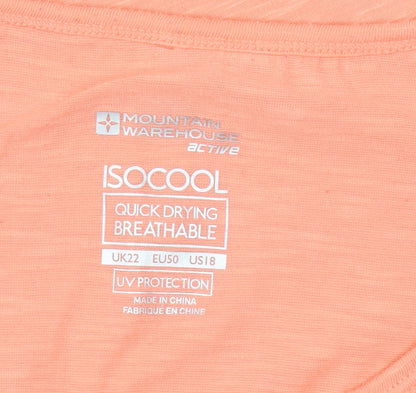 MOUNTAIN
WAREHOUSE
ACTIVE
ISOCOOL
QUICK DRYING
BREATHABLE
UK22 EU50 US18
UV PROTECTION
MADE IN CHINA
FABRIQUE EN CHINE